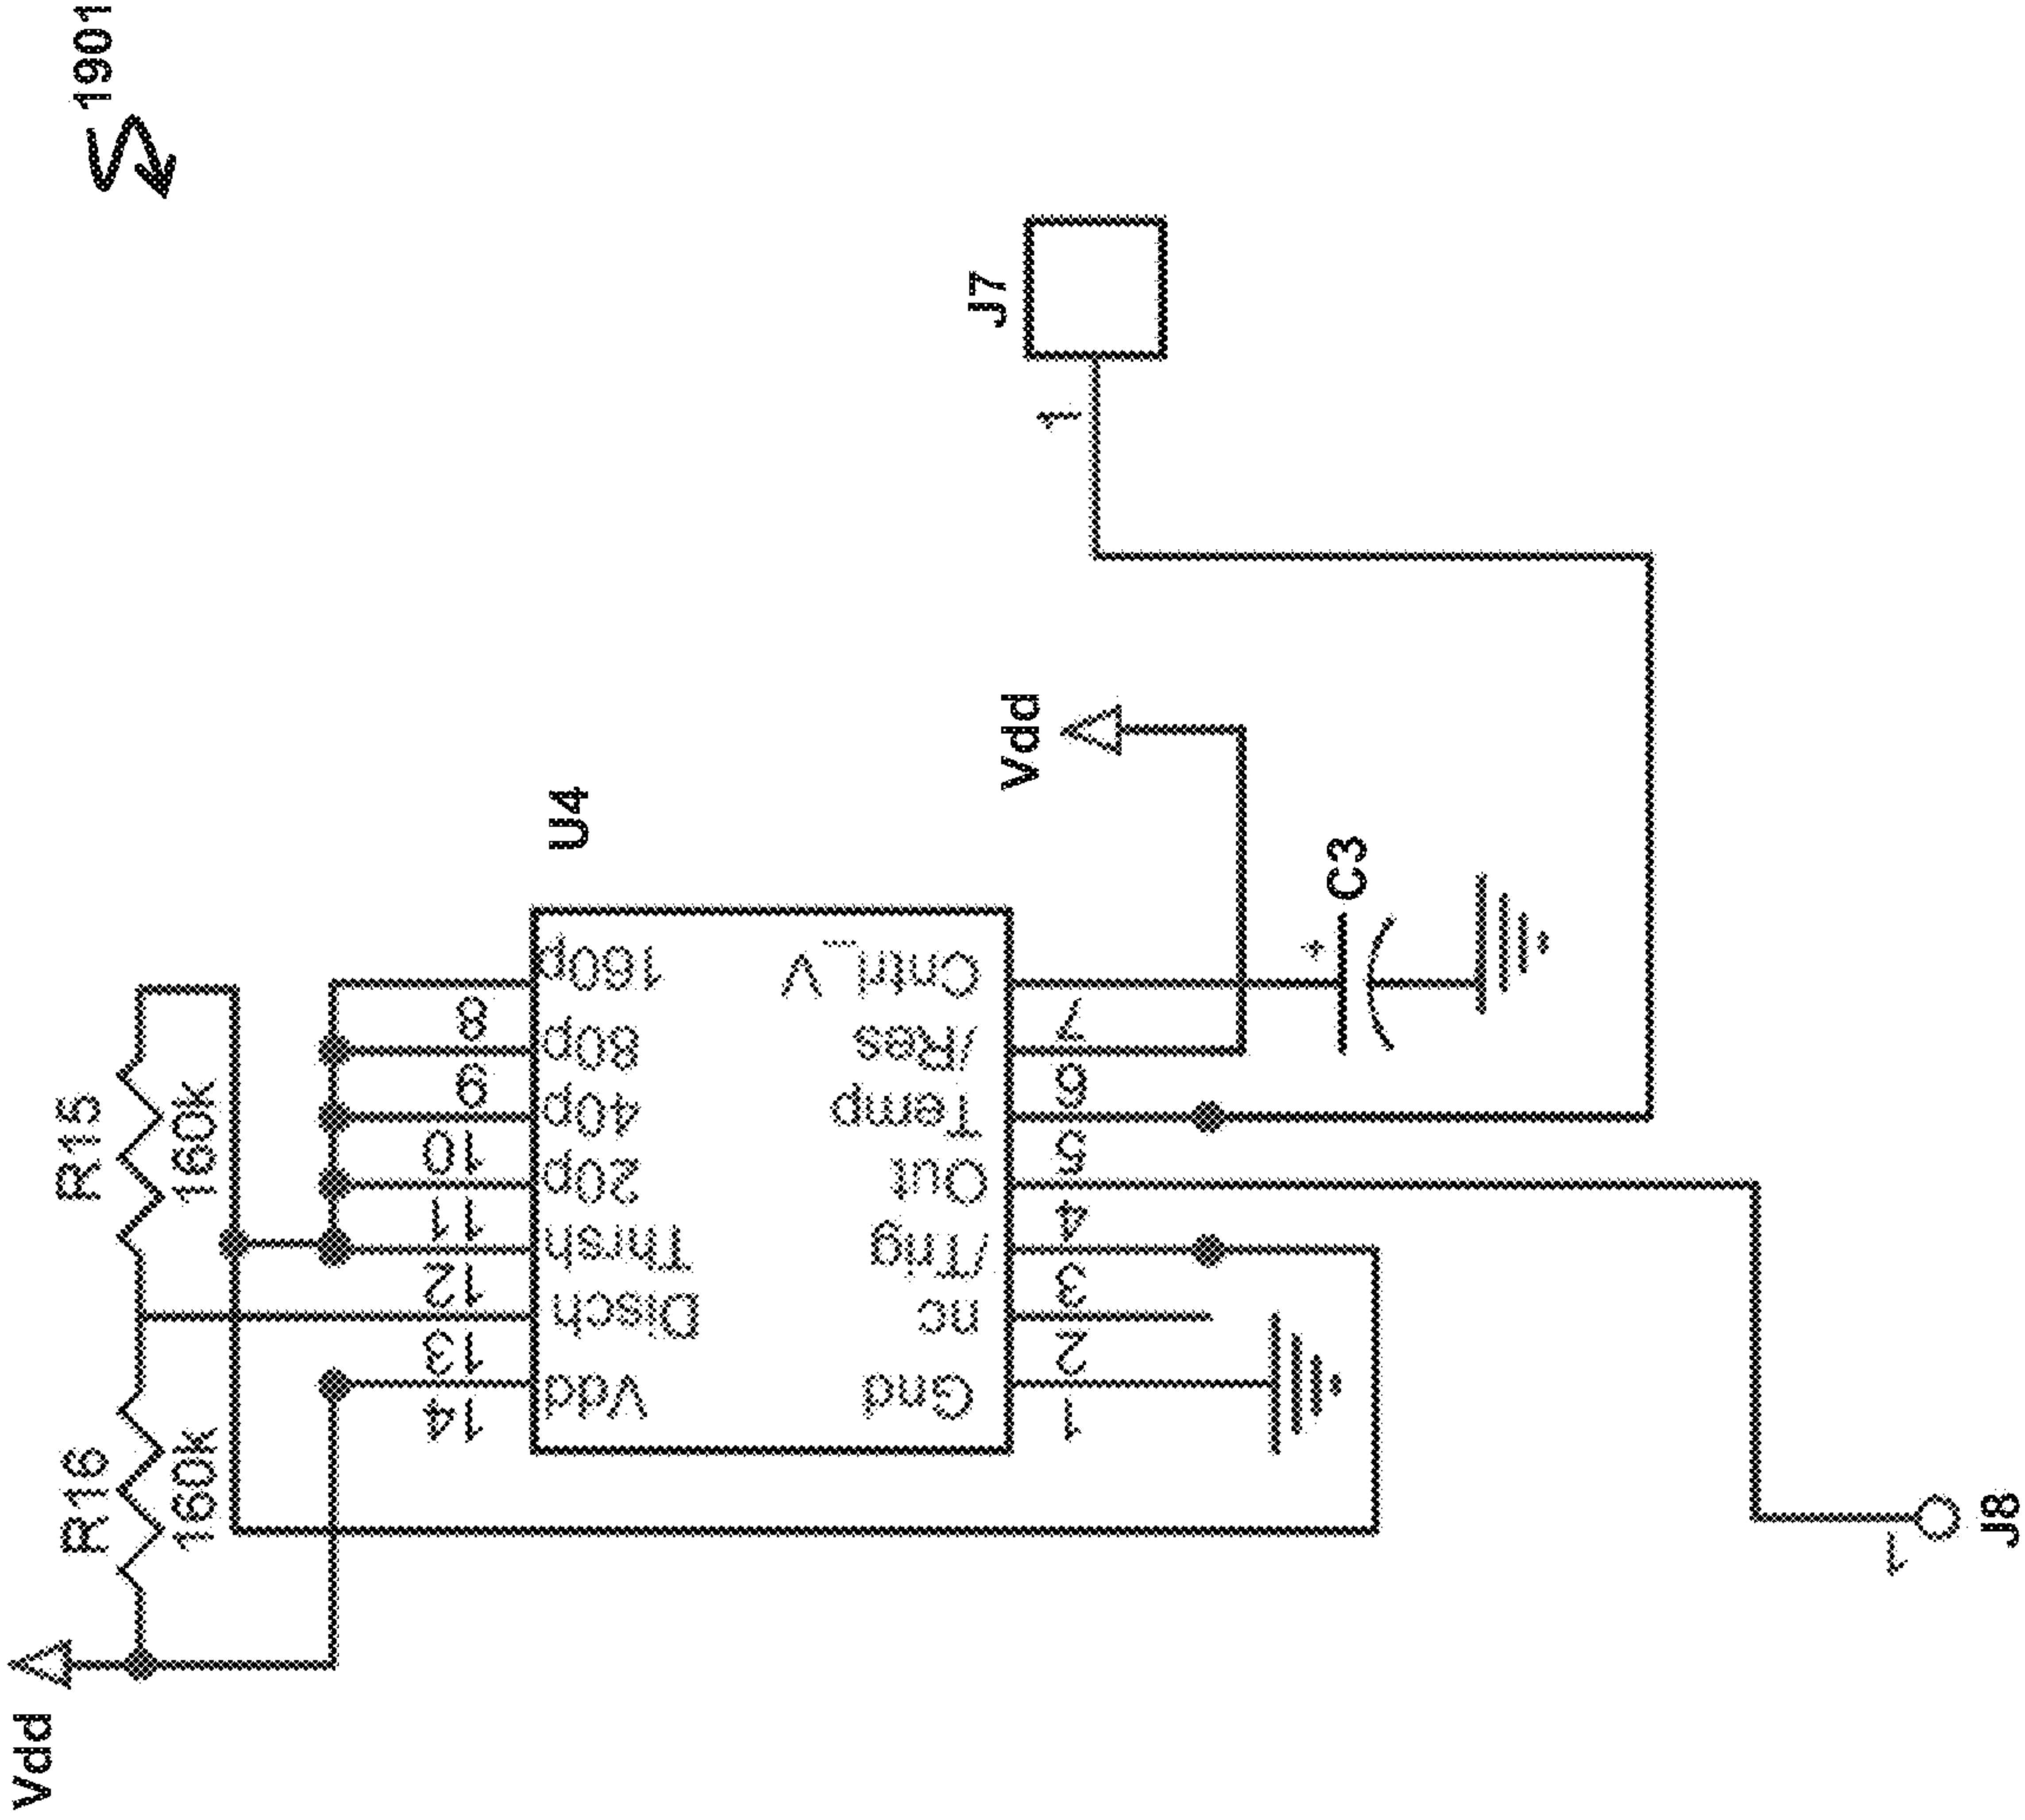 1901
Vdd
R16
160k
R15
160k
U4
14
13
12
11
10
9
8
Vdd
Disch
Thrsh
20p
40p
80p
160p
Gnd
nc
/Trig
Out
Temp
/Res
Cntrl_V
1
2
3
4
5
6
7
Vdd
C3
+
J7
1
1
J8